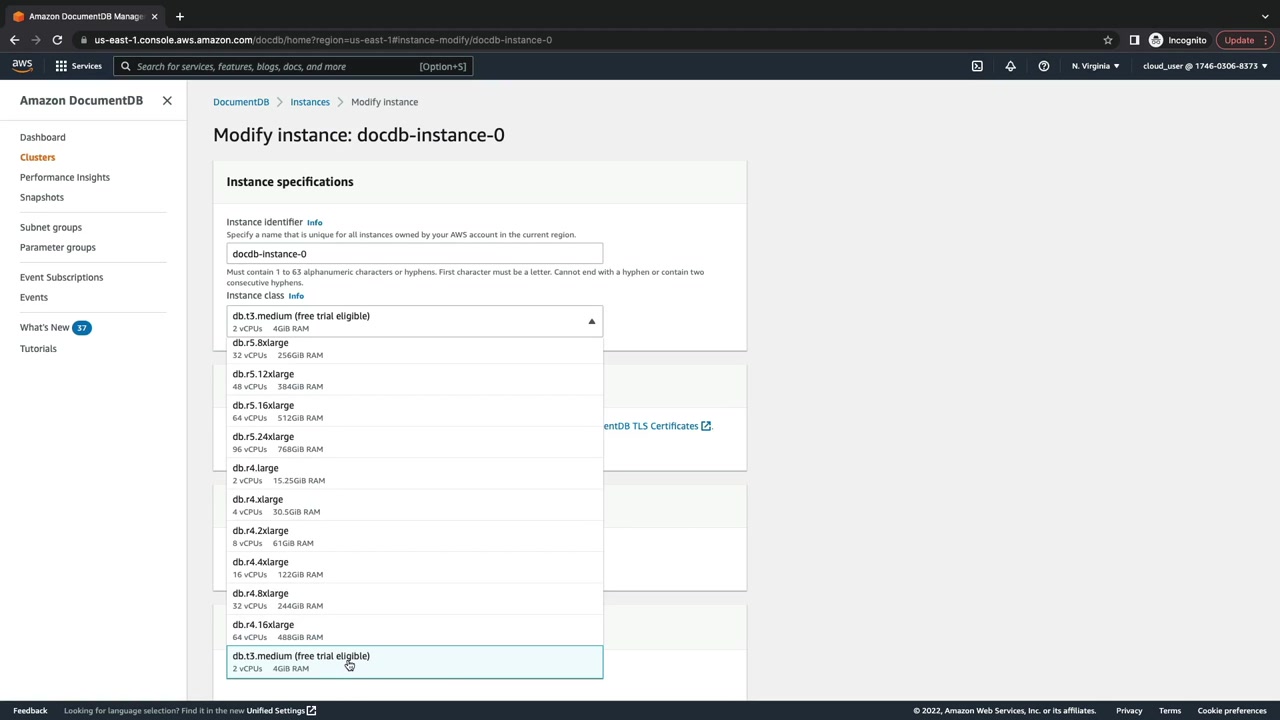 Amazon DocumentDB Manage
us-east-1.console.aws.amazon.com/docdb/home?region=us-east-1#instance-modify/docdb-instance-0
Incognito
Update
aws
Services
Search for services, features, blogs, docs, and more
[Option+S]
N. Virginia
cloud_user @ 1746-0306-8373
Amazon DocumentDB
Dashboard
Clusters
Performance Insights
Snapshots
Subnet groups
Parameter groups
Event Subscriptions
Events
What's New 37
Tutorials
DocumentDB > Instances > Modify instance
Modify instance: docdb-instance-0
Instance specifications
Instance identifier Info
Specify a name that is unique for all instances owned by your AWS account in the current region.
docdb-instance-0
Must contain 1 to 63 alphanumeric characters or hyphens. First character must be a letter. Cannot end with a hyphen or contain two
consecutive hyphens.
Instance class Info
db.t3.medium (free trial eligible)
2 vCPUs 4GiB RAM
db.r5.8xlarge
32 vCPUs 256GiB RAM
db.r5.12xlarge
48 vCPUs 384GiB RAM
db.r5.16xlarge
64 vCPUs 512GiB RAM
db.r5.24xlarge
96 vCPUs 768GiB RAM
db.r4.large
2 vCPUs 15.25GiB RAM
db.r4.xlarge
4 vCPUs 30.5GiB RAM
db.r4.2xlarge
8 vCPUs 61GiB RAM
db.r4.4xlarge
16 vCPUs 122GiB RAM
db.r4.8xlarge
32 vCPUs 244GiB RAM
db.r4.16xlarge
64 vCPUs 488GiB RAM
db.t3.medium (free trial eligible)
2 vCPUs 4GiB RAM
entDB TLS Certificates.
Feedback
Looking for language selection? Find it in the new Unified Settings
© 2022, Amazon Web Services, Inc. or its affiliates.
Privacy
Terms
Cookie preferences